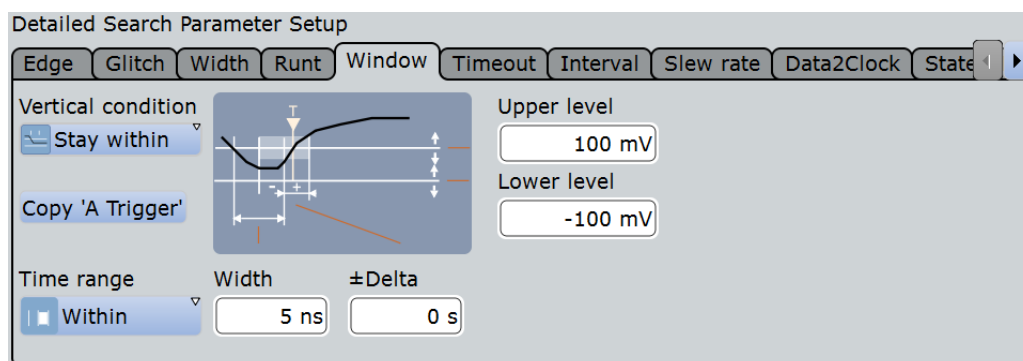 Detailed Search Parameter Setup
Edge Glitch Width Runt Window Timeout Interval Slew rate Data2Clock State
Vertical condition
Stay within
Copy 'A Trigger'
T
- +
Upper level
100 mV
Lower level
-100 mV
Time range
Within
Width
5 ns
±Delta
0 s